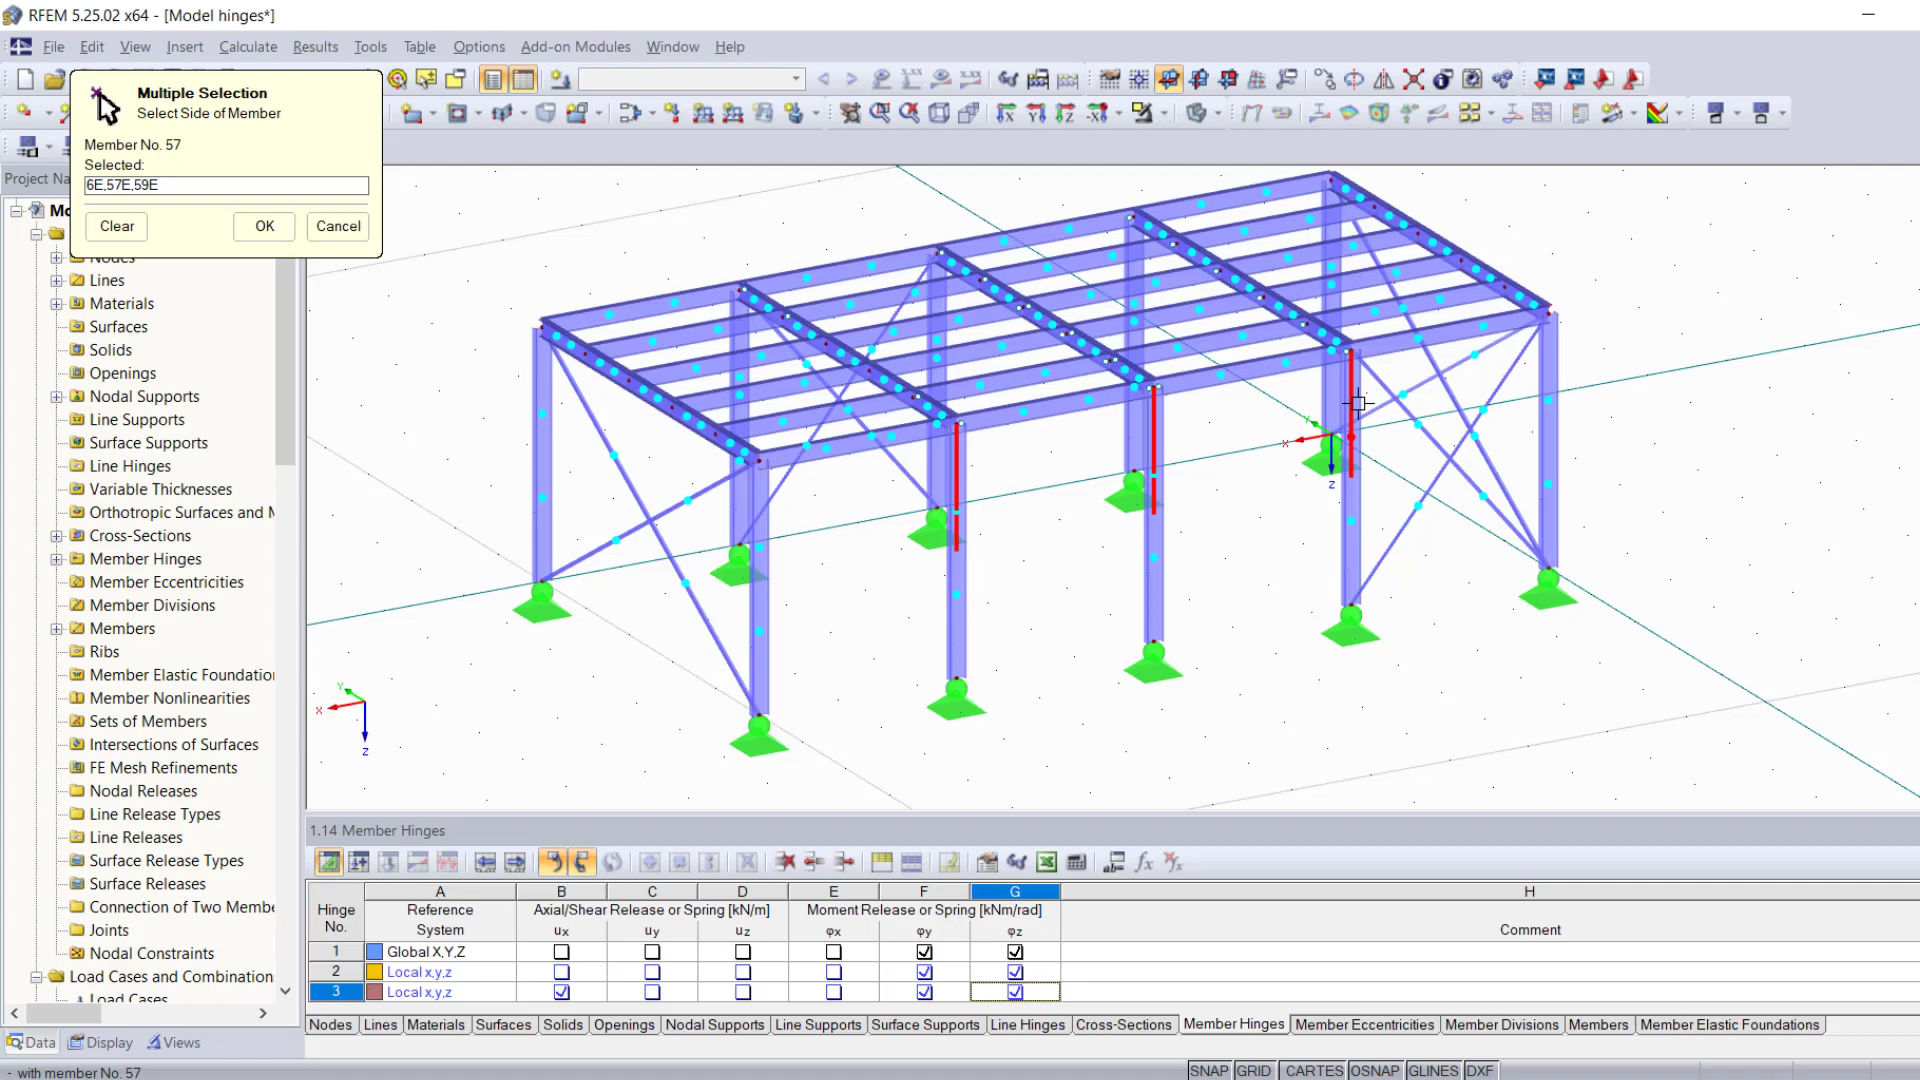 RFEM 5.25.02 x64 - [Model hinges*]
File Edit View Insert Calculate Results Tools Table Options Add-on Modules Window Help
Multiple Selection
Select Side of Member
Member No. 57
Selected:
6E,57E,59E
Clear OK Cancel
Project Na
Mo
Nodes
Lines
Materials
Surfaces
Solids
Openings
Nodal Supports
Line Supports
Surface Supports
Line Hinges
Variable Thicknesses
Orthotropic Surfaces and M
Cross-Sections
Member Hinges
Member Eccentricities
Member Divisions
Members
Ribs
Member Elastic Foundation
Member Nonlinearities
Sets of Members
Intersections of Surfaces
FE Mesh Refinements
Nodal Releases
Line Release Types
Line Releases
Surface Release Types
Surface Releases
Connection of Two Membe
Joints
Nodal Constraints
Load Cases and Combination
Load Cases
Data Display Views
X Y Z
X Y Z
1.14 Member Hinges
A B C D E F G H
Hinge Reference Axial/Shear Release or Spring [kN/m] Moment Release or Spring [kNm/rad]
No. System ux uy uz φx φy φz Comment
1 Global X,Y,Z
2 Local x,y,z
3 Local x,y,z
Nodes Lines Materials Surfaces Solids Openings Nodal Supports Line Supports Surface Supports Line Hinges Cross-Sections Member Hinges Member Eccentricities Member Divisions Members Member Elastic Foundations
- with member No. 57
SNAP GRID CARTES OSNAP GLINES DXF